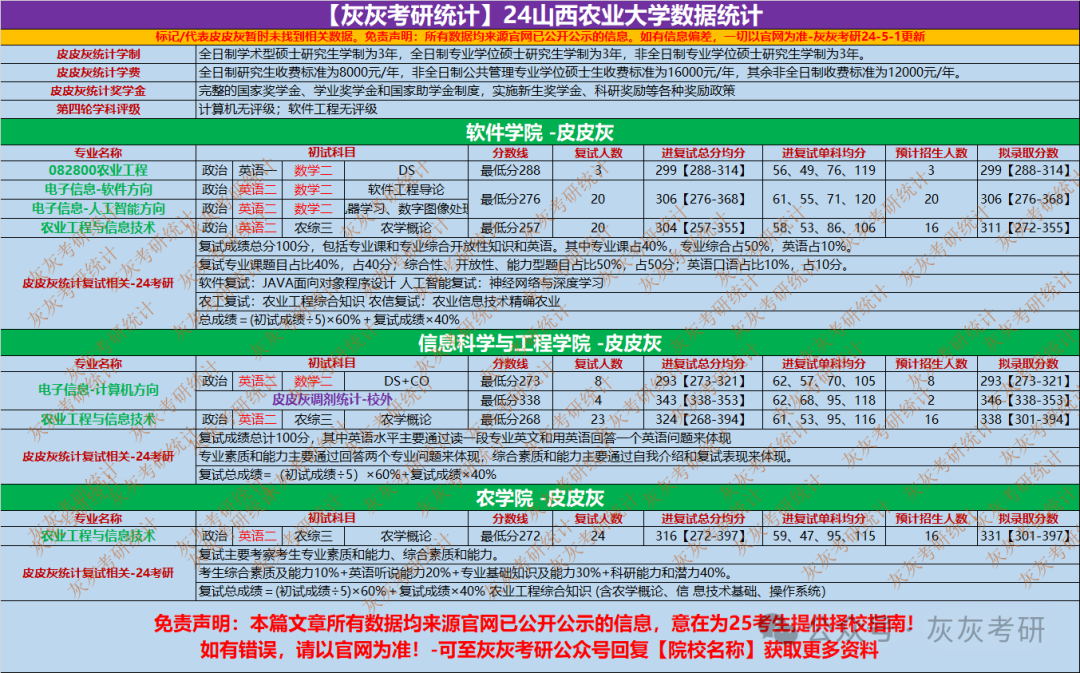 【灰灰考研统计】24山西农业大学数据统计
标记/代表皮皮灰暂时未找到相关数据。免责声明：所有数据均来源官网已公开公示的信息。如有信息偏差，一切以官网为准-灰灰考研24-5-1更新
皮皮灰统计学制 全日制学术型硕士研究生学制为3年，全日制专业学位硕士研究生学制为3年，非全日制专业学位硕士研究生学制为3年。
皮皮灰统计学费 全日制研究生收费标准为8000元/年，非全日制公共管理专业学位硕士生收费标准为16000元/年，其余非全日制收费标准为12000元/年。
皮皮灰统计奖学金 完整的国家奖学金、学业奖学金和国家助学金制度，实施新生奖学金、科研奖励等各种奖励政策
第四轮学科评级 计算机无评级；软件工程无评级
软件学院 -皮皮灰
专业名称 初试科目 分数线 复试人数 进复试总分均分 进复试单科均分 预计招生人数 拟录取分数
082800农业工程 政治 英语一 数学二 DS 最低分288 3 299【288-314】 56、49、76、119 3 299【288-314】
电子信息-软件方向 政治 英语二 数学二 软件工程导论 最低分276 20 306【276-368】 61、55、71、120 20 306【276-368】
电子信息-人工智能方向 政治 英语二 数学二 器学习、数字图像处理
农业工程与信息技术 政治 英语二 农综三 农学概论 最低分257 20 304【257-355】 58、53、86、106 16 311【272-355】
皮皮灰统计复试相关-24考研 复试成绩总分100分，包括专业课和专业综合开放性知识和英语。其中专业课占40%，专业综合占50%，英语占10%。
复试专业课题目占比40%，占40分；综合性、开放性、能力型题目占比50%，占50分；英语口语占比10%，占10分。
软件复试：JAVA面向对象程序设计 人工智能复试：神经网络与深度学习
农工复试：农业工程综合知识 农信复试：农业信息技术精确农业
总成绩＝(初试成绩÷5)×60%＋复试成绩×40%
信息科学与工程学院 -皮皮灰
专业名称 初试科目 分数线 复试人数 进复试总分均分 进复试单科均分 预计招生人数 拟录取分数
电子信息-计算机方向 政治 英语二 数学二 DS+CO 最低分273 8 293【273-321】 62、57、70、105 8 293【273-321】
皮皮灰调剂统计-校外 最低分338 4 343【338-353】 62、68、95、118 2 346【338-353】
农业工程与信息技术 政治 英语二 农综三 农学概论 最低分268 23 324【268-394】 61、53、95、116 16 338【301-394】
皮皮灰统计复试相关-24考研 复试成绩总计100分，其中英语水平主要通过读一段专业英文和用英语回答一个英语问题来体现
专业素质和能力主要通过回答两个专业问题来体现，综合素质和能力主要通过自我介绍和复试表现来体现。
复试总成绩＝（初试成绩÷5）×60%+复试成绩×40%
农学院 -皮皮灰
专业名称 初试科目 分数线 复试人数 进复试总分均分 进复试单科均分 预计招生人数 拟录取分数
农业工程与信息技术 政治 英语二 农综三 农学概论 最低分272 24 316【272-397】 59、47、95、115 16 331【301-397】
皮皮灰统计复试相关-24考研 复试主要考察考生专业素质和能力、综合素质和能力。
考生综合素质及能力10%+英语听说能力20%+专业基础知识及能力30%+科研能力和潜力40%。
复试总成绩＝(初试成绩÷5)×60%＋复试成绩×40% 农业工程综合知识 (含农学概论、信 息技术基础、操作系统)
免责声明：本篇文章所有数据均来源官网已公开公示的信息，意在为25考生提供择校指南！
如有错误，请以官网为准！-可至灰灰考研公众号回复【院校名称】获取更多资料
公众号 灰灰考研